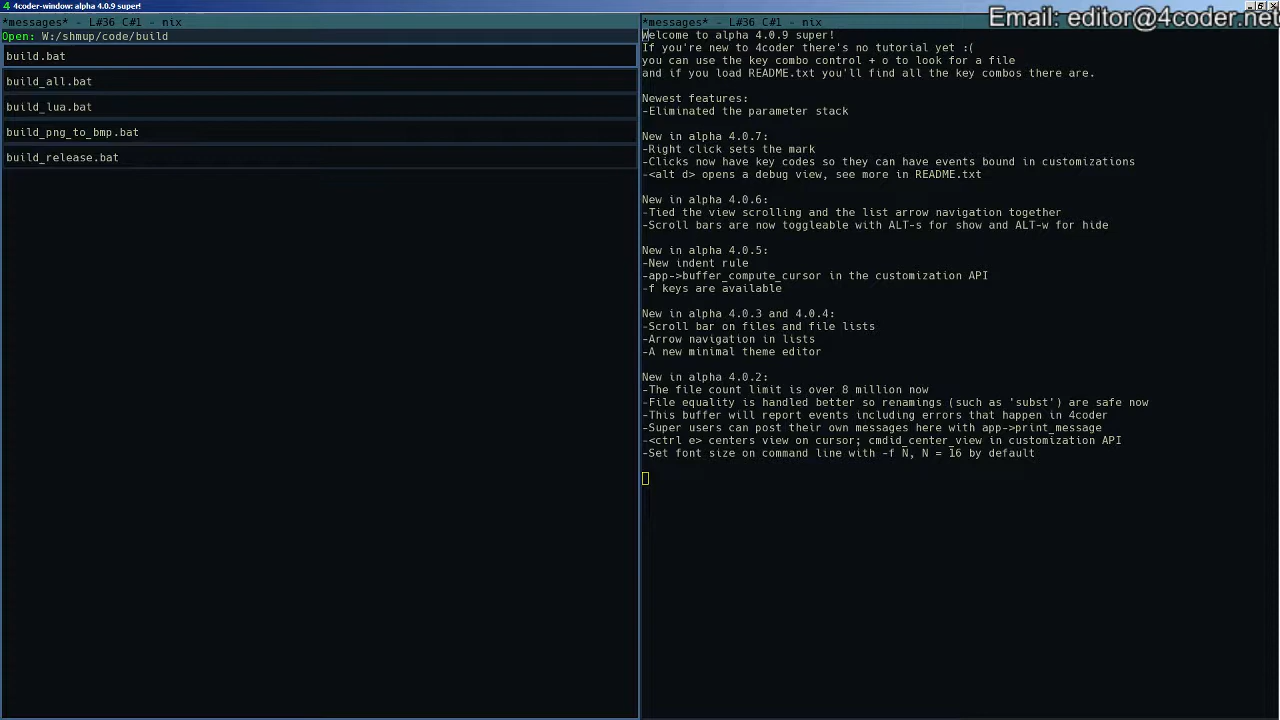 4coder-window: alpha 4.0.9 super!
*messages* - L#36 C#1 - nix
Open: W:/shmup/code/build
build.bat
build_all.bat
build_lua.bat
build_png_to_bmp.bat
build_release.bat
*messages* - L#36 C#1 - nix
Email: editor@4coder.net
Welcome to alpha 4.0.9 super!
If you're new to 4coder there's no tutorial yet :(
you can use the key combo control + o to look for a file
and if you load README.txt you'll find all the key combos there are.
Newest features:
-Eliminated the parameter stack
New in alpha 4.0.7:
-Right click sets the mark
-Clicks now have key codes so they can have events bound in customizations
-<alt d> opens a debug view, see more in README.txt
New in alpha 4.0.6:
-Tied the view scrolling and the list arrow navigation together
-Scroll bars are now toggleable with ALT-s for show and ALT-w for hide
New in alpha 4.0.5:
-New indent rule
-app->buffer_compute_cursor in the customization API
-f keys are available
New in alpha 4.0.3 and 4.0.4:
-Scroll bar on files and file lists
-Arrow navigation in lists
-A new minimal theme editor
New in alpha 4.0.2:
-The file count limit is over 8 million now
-File equality is handled better so renamings (such as 'subst') are safe now
-This buffer will report events including errors that happen in 4coder
-Super users can post their own messages here with app->print_message
-<ctrl e> centers view on cursor; cmdid_center_view in customization API
-Set font size on command line with -f N, N = 16 by default